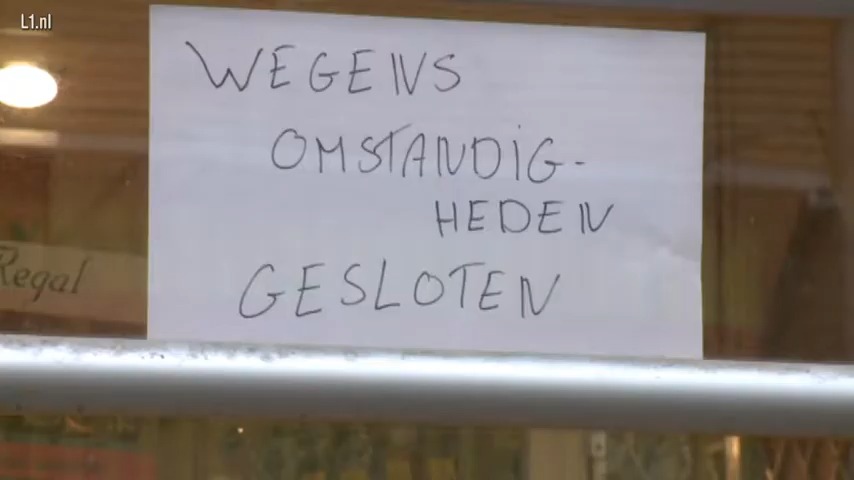 L1.nl
WEGENS
OMSTANDIG-
HEDEN
GESLOTEN
Regal